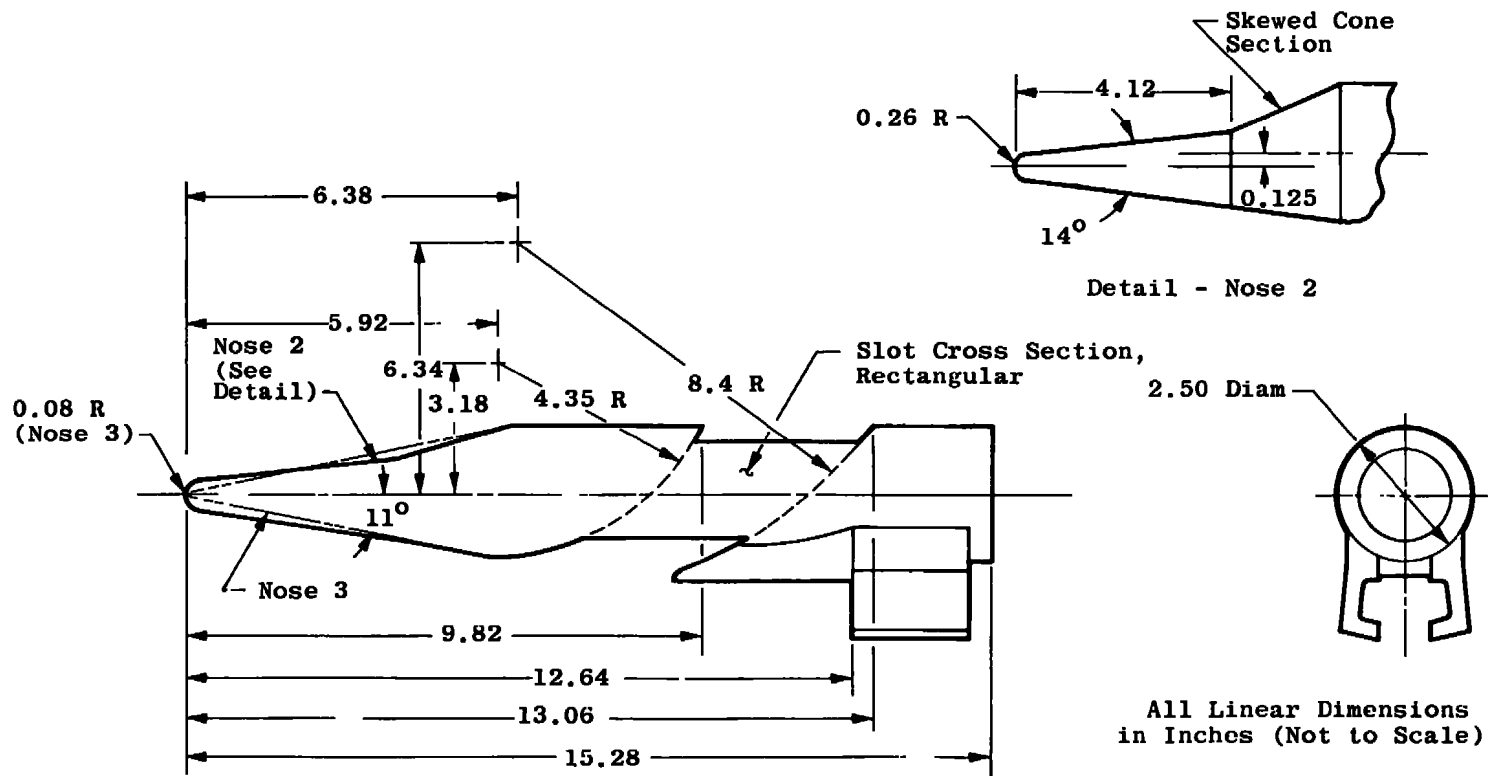 Skewed Cone
Section
4.12
0.26 R
0.125
14°
Detail - Nose 2
6.38
5.92
Nose 2
(See
Detail)
6.34
3.18
4.35 R
8.4 R
Slot Cross Section,
Rectangular
2.50 Diam
0.08 R
(Nose 3)
11°
Nose 3
9.82
12.64
13.06
15.28
All Linear Dimensions
in Inches (Not to Scale)